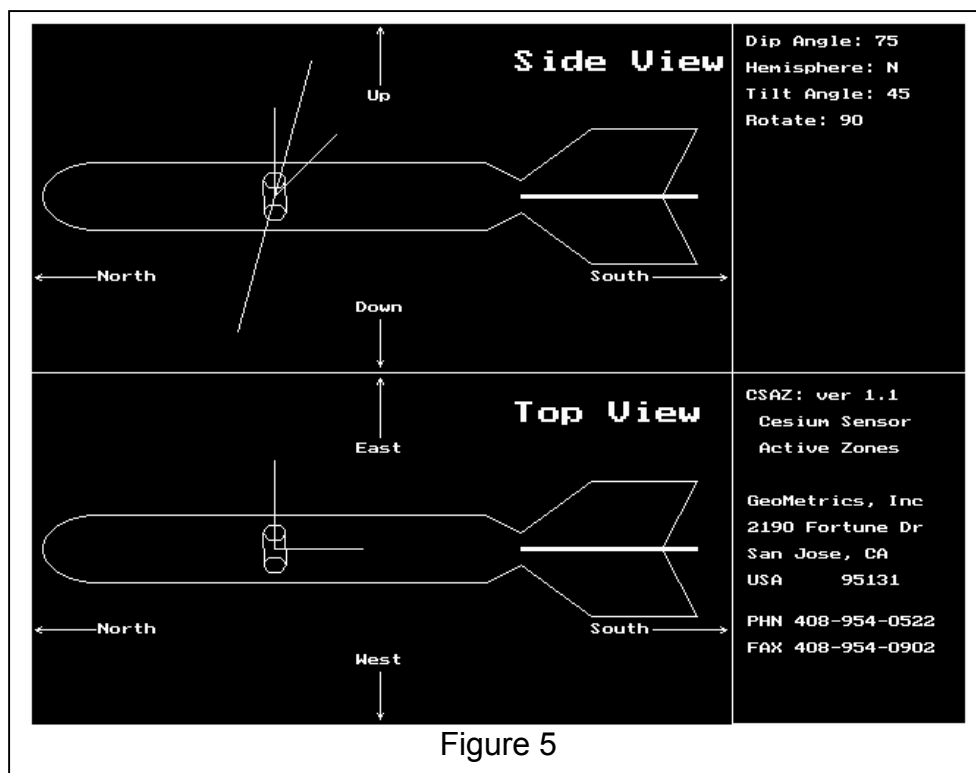 Side View
Up
North
South
Down
Dip Angle: 75
Hemisphere: N
Tilt Angle: 45
Rotate: 90
Top View
East
North
South
West
CSAZ: ver 1.1
Cesium Sensor
Active Zones
GeoMetrics, Inc
2190 Fortune Dr
San Jose, CA
USA 95131
PHN 408-954-0522
FAX 408-954-0902
Figure 5